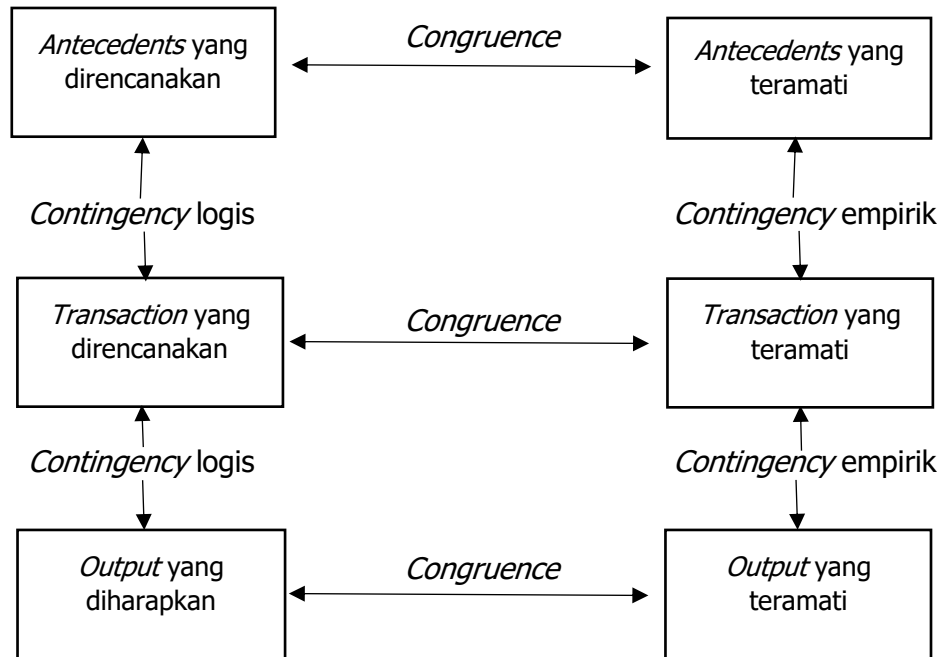 Antecedents yang
direncanakan
Congruence
Antecedents yang
teramati
Contingency logis
Contingency empirik
Transaction yang
direncanakan
Congruence
Transaction yang
teramati
Contingency logis
Contingency empirik
Output yang
diharapkan
Congruence
Output yang
teramati